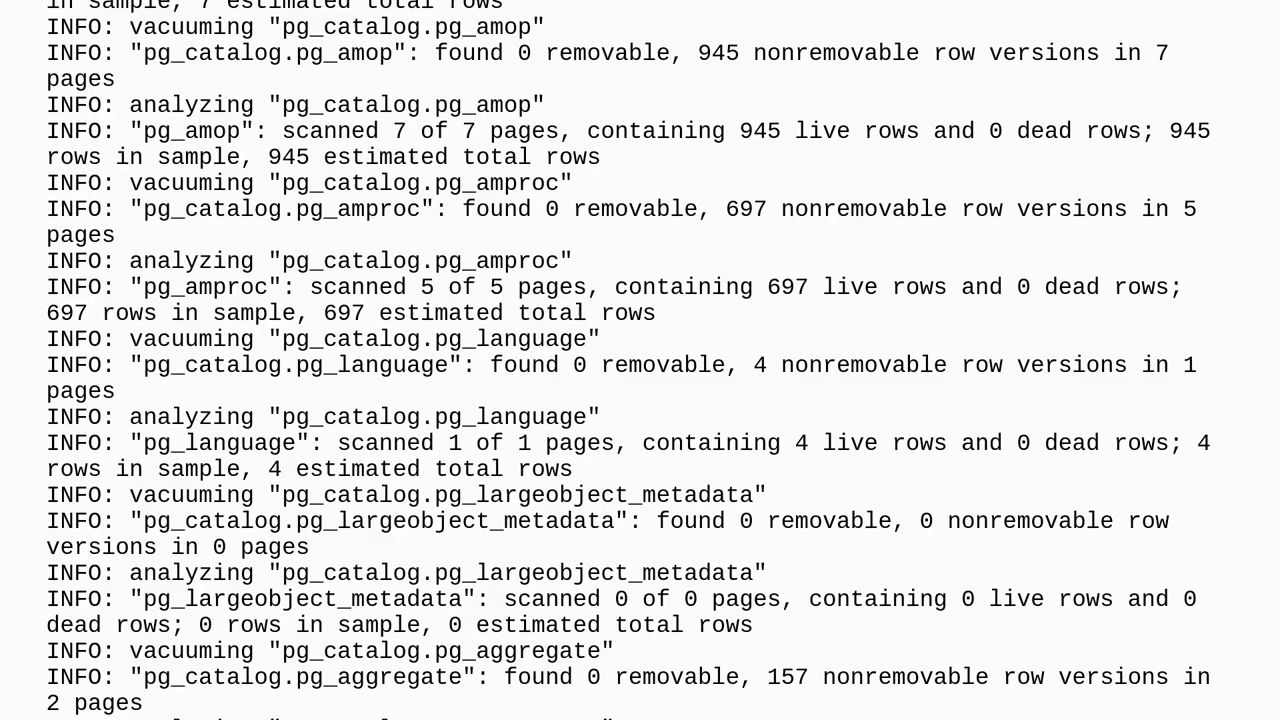 in sample, 7 estimated total rows
INFO: vacuuming "pg_catalog.pg_amop"
INFO: "pg_catalog.pg_amop": found 0 removable, 945 nonremovable row versions in 7
pages
INFO: analyzing "pg_catalog.pg_amop"
INFO: "pg_amop": scanned 7 of 7 pages, containing 945 live rows and 0 dead rows; 945
rows in sample, 945 estimated total rows
INFO: vacuuming "pg_catalog.pg_amproc"
INFO: "pg_catalog.pg_amproc": found 0 removable, 697 nonremovable row versions in 5
pages
INFO: analyzing "pg_catalog.pg_amproc"
INFO: "pg_amproc": scanned 5 of 5 pages, containing 697 live rows and 0 dead rows;
697 rows in sample, 697 estimated total rows
INFO: vacuuming "pg_catalog.pg_language"
INFO: "pg_catalog.pg_language": found 0 removable, 4 nonremovable row versions in 1
pages
INFO: analyzing "pg_catalog.pg_language"
INFO: "pg_language": scanned 1 of 1 pages, containing 4 live rows and 0 dead rows; 4
rows in sample, 4 estimated total rows
INFO: vacuuming "pg_catalog.pg_largeobject_metadata"
INFO: "pg_catalog.pg_largeobject_metadata": found 0 removable, 0 nonremovable row
versions in 0 pages
INFO: analyzing "pg_catalog.pg_largeobject_metadata"
INFO: "pg_largeobject_metadata": scanned 0 of 0 pages, containing 0 live rows and 0
dead rows; 0 rows in sample, 0 estimated total rows
INFO: vacuuming "pg_catalog.pg_aggregate"
INFO: "pg_catalog.pg_aggregate": found 0 removable, 157 nonremovable row versions in
2 pages